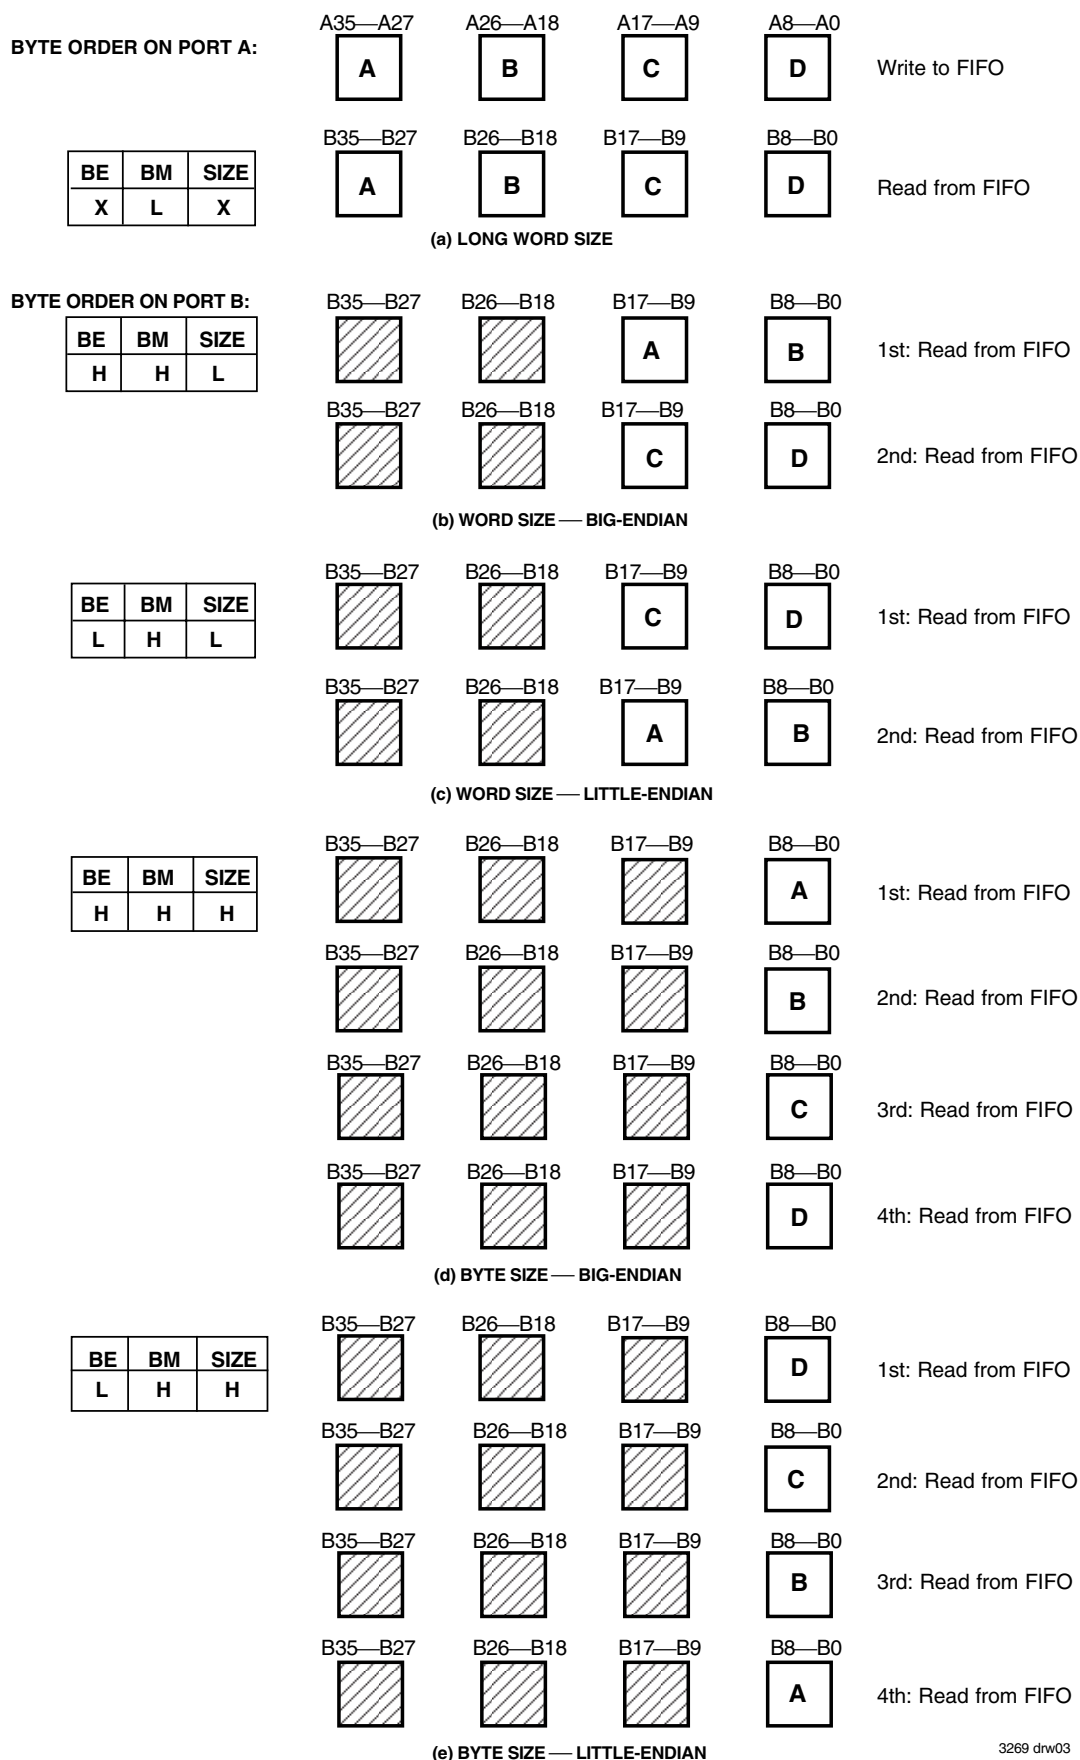 A35—A27 A26—A18 A17—A9 A8—A0
BYTE ORDER ON PORT A:
A B C D Write to FIFO
B35—B27 B26—B18 B17—B9 B8—B0
BE BM SIZE
A B C D Read from FIFO
X L X
(a) LONG WORD SIZE
BYTE ORDER ON PORT B:
B35—B27 B26—B18 B17—B9 B8—B0
BE BM SIZE
A B 1st: Read from FIFO
H H L
B35—B27 B26—B18 B17—B9 B8—B0
C D 2nd: Read from FIFO
(b) WORD SIZE — BIG-ENDIAN
B35—B27 B26—B18 B17—B9 B8—B0
BE BM SIZE
C D 1st: Read from FIFO
L H L
B35—B27 B26—B18 B17—B9 B8—B0
A B 2nd: Read from FIFO
(c) WORD SIZE — LITTLE-ENDIAN
B35—B27 B26—B18 B17—B9 B8—B0
BE BM SIZE
A 1st: Read from FIFO
H H H
B35—B27 B26—B18 B17—B9 B8—B0
B 2nd: Read from FIFO
B35—B27 B26—B18 B17—B9 B8—B0
C 3rd: Read from FIFO
B35—B27 B26—B18 B17—B9 B8—B0
D 4th: Read from FIFO
(d) BYTE SIZE — BIG-ENDIAN
B35—B27 B26—B18 B17—B9 B8—B0
BE BM SIZE
D 1st: Read from FIFO
L H H
B35—B27 B26—B18 B17—B9 B8—B0
C 2nd: Read from FIFO
B35—B27 B26—B18 B17—B9 B8—B0
B 3rd: Read from FIFO
B35—B27 B26—B18 B17—B9 B8—B0
A 4th: Read from FIFO
(e) BYTE SIZE — LITTLE-ENDIAN
3269 drw03